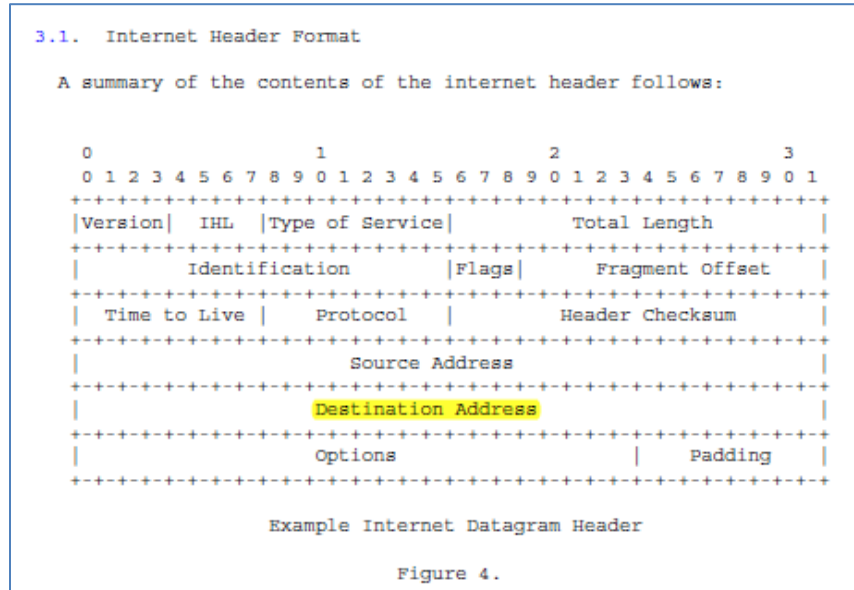 3.1. Internet Header Format
A summary of the contents of the internet header follows:
0                   1                   2                   3
0 1 2 3 4 5 6 7 8 9 0 1 2 3 4 5 6 7 8 9 0 1 2 3 4 5 6 7 8 9 0 1
+-+-+-+-+-+-+-+-+-+-+-+-+-+-+-+-+-+-+-+-+-+-+-+-+-+-+-+-+-+-+-+-+
|Version|  IHL  |Type of Service|          Total Length         |
+-+-+-+-+-+-+-+-+-+-+-+-+-+-+-+-+-+-+-+-+-+-+-+-+-+-+-+-+-+-+-+-+
|         Identification        |Flags|      Fragment Offset    |
+-+-+-+-+-+-+-+-+-+-+-+-+-+-+-+-+-+-+-+-+-+-+-+-+-+-+-+-+-+-+-+-+
|  Time to Live |    Protocol   |         Header Checksum       |
+-+-+-+-+-+-+-+-+-+-+-+-+-+-+-+-+-+-+-+-+-+-+-+-+-+-+-+-+-+-+-+-+
|                       Source Address                          |
+-+-+-+-+-+-+-+-+-+-+-+-+-+-+-+-+-+-+-+-+-+-+-+-+-+-+-+-+-+-+-+-+
|                    Destination Address                        |
+-+-+-+-+-+-+-+-+-+-+-+-+-+-+-+-+-+-+-+-+-+-+-+-+-+-+-+-+-+-+-+-+
|                    Options                    |    Padding    |
+-+-+-+-+-+-+-+-+-+-+-+-+-+-+-+-+-+-+-+-+-+-+-+-+-+-+-+-+-+-+-+-+
Example Internet Datagram Header
Figure 4.